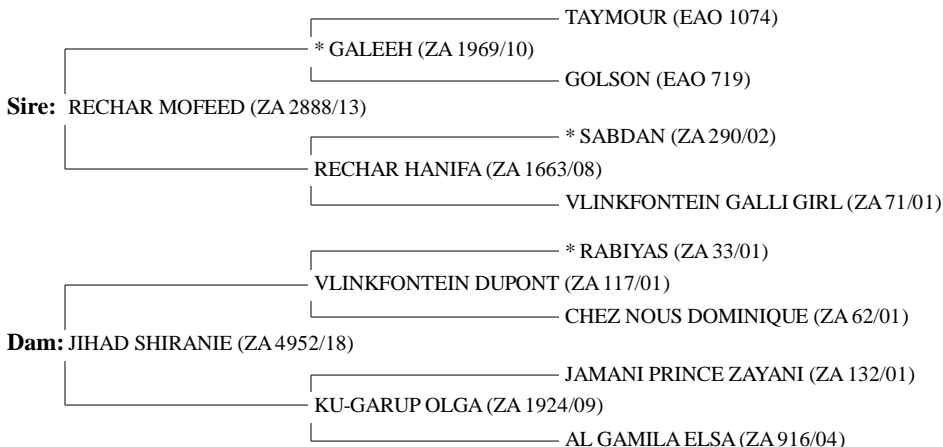 TAYMOUR (EAO 1074)
* GALEEH (ZA 1969/10)
GOLSON (EAO 719)
Sire: RECHAR MOFEED (ZA 2888/13)
* SABDAN (ZA 290/02)
RECHAR HANIFA (ZA 1663/08)
VLINKFONTEIN GALLI GIRL (ZA 71/01)
* RABIYAS (ZA 33/01)
VLINKFONTEIN DUPONT (ZA 117/01)
CHEZ NOUS DOMINIQUE (ZA 62/01)
Dam: JIHAD SHIRANIE (ZA 4952/18)
JAMANI PRINCE ZAYANI (ZA 132/01)
KU-GARUP OLGA (ZA 1924/09)
AL GAMILA ELSA (ZA 916/04)